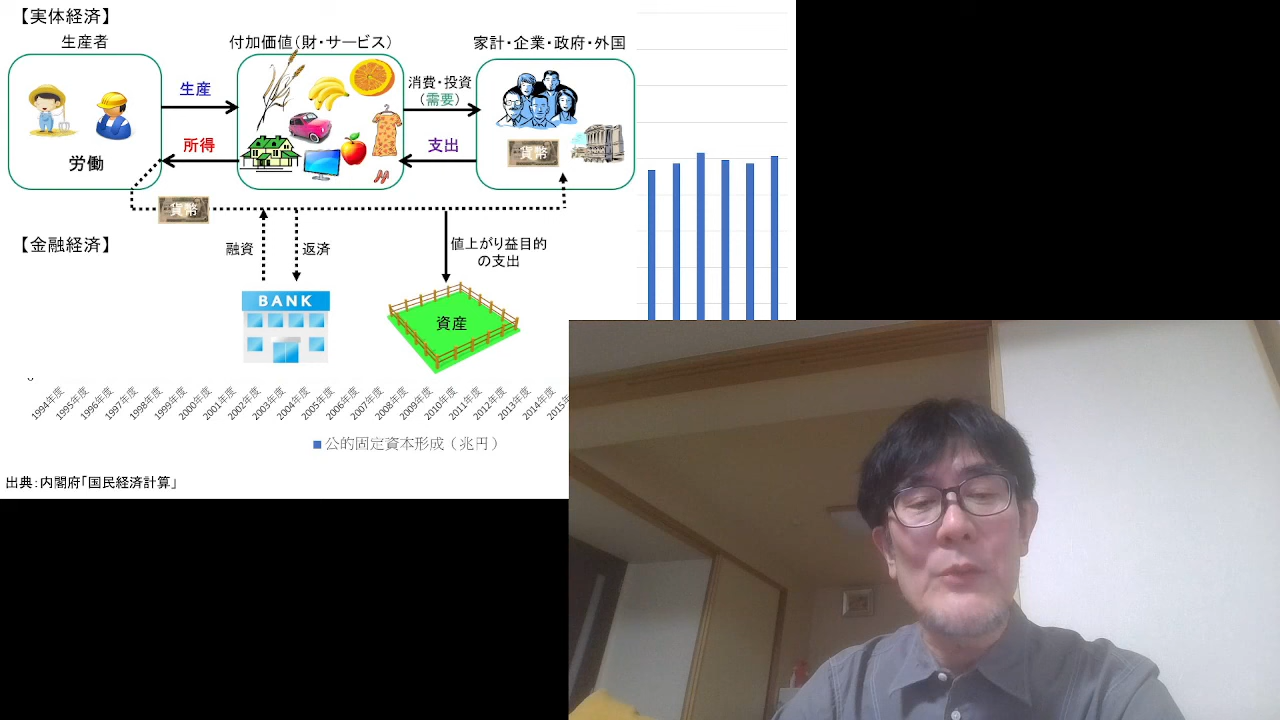 【実体経済】
生産者
付加価値(財・サービス)
家計・企業・政府・外国
生産
消費・投資
(需要)
所得
支出
労働
貨幣
貨幣
【金融経済】
融資
返済
値上がり益目的
の支出
BANK
資産
0
1994年度
1995年度
1996年度
1997年度
1998年度
1999年度
2000年度
2001年度
2002年度
2003年度
2004年度
2005年度
2006年度
2007年度
2008年度
2009年度
2010年度
2011年度
2012年度
2013年度
2014年度
2015年
公的固定資本形成(兆円)
出典:内閣府「国民経済計算」